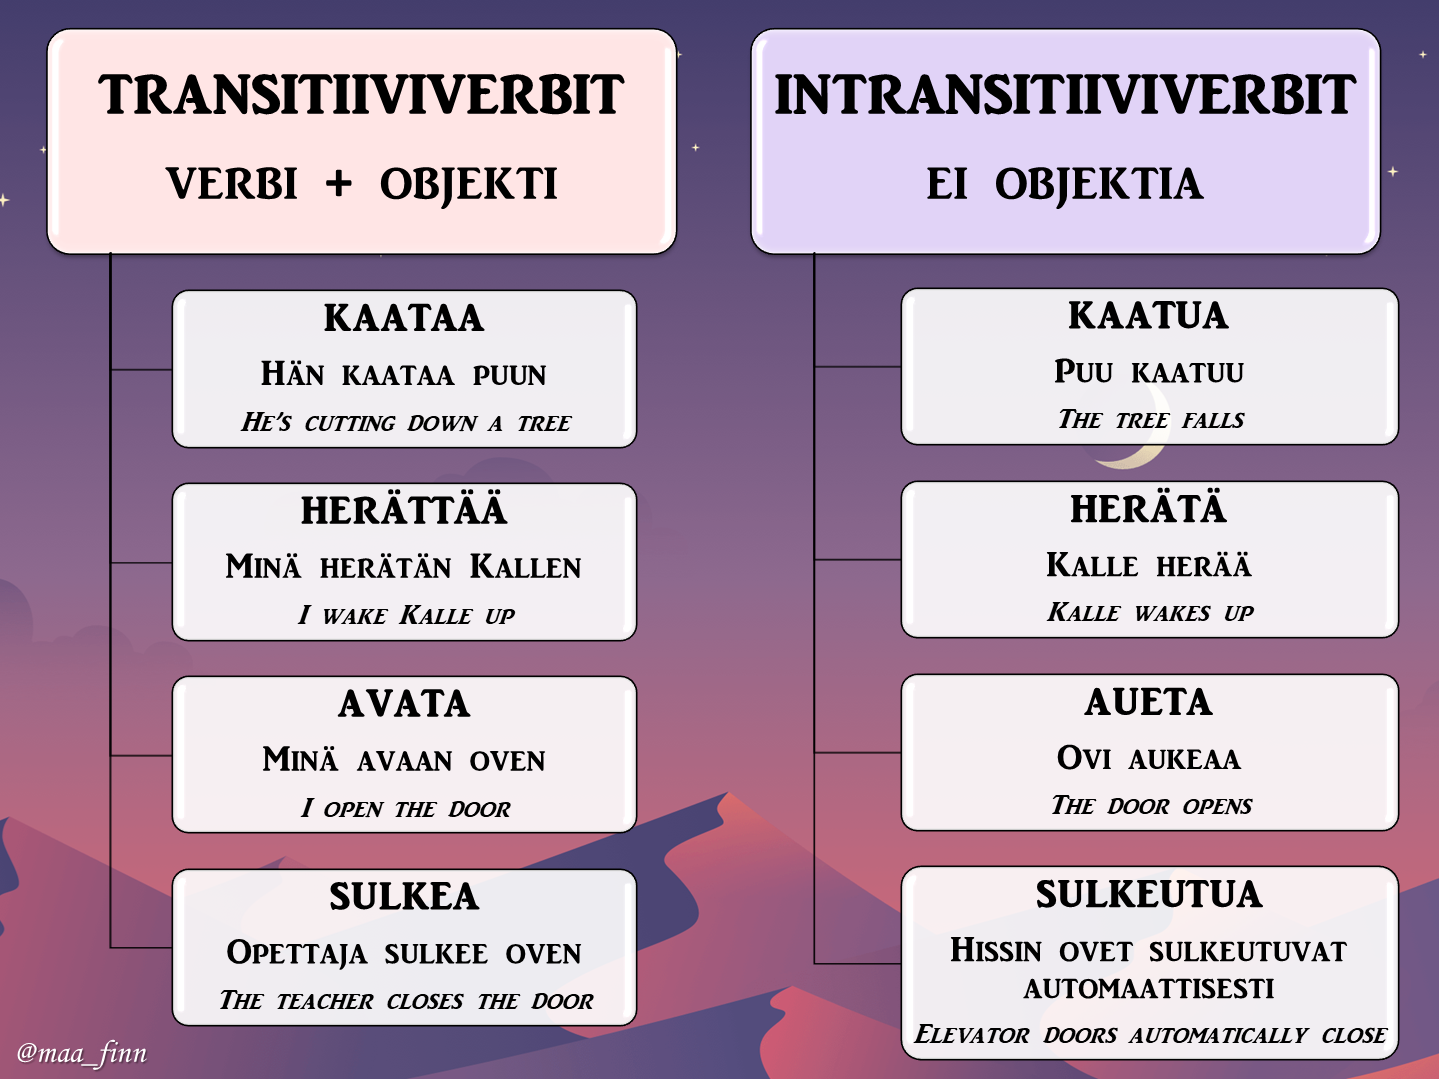 TRANSITIIVIVERBIT
VERBI + OBJEKTI
KAATAA
HÄN KAATAA PUUN
HE'S CUTTING DOWN A TREE
HERÄTTÄÄ
MINÄ HERÄTÄN KALLEN
I WAKE KALLE UP
AVATA
MINÄ AVAAN OVEN
I OPEN THE DOOR
SULKEA
OPETTAJA SULKEE OVEN
THE TEACHER CLOSES THE DOOR
INTRANSITIIVIVERBIT
EI OBJEKTIA
KAATUA
PUU KAATUU
THE TREE FALLS
HERÄTÄ
KALLE HERÄÄ
KALLE WAKES UP
AUETA
OVI AUKEAA
THE DOOR OPENS
SULKEUTUA
HISSIN OVET SULKEUTUVAT
AUTOMAATTISESTI
ELEVATOR DOORS AUTOMATICALLY CLOSE
@maa_finn